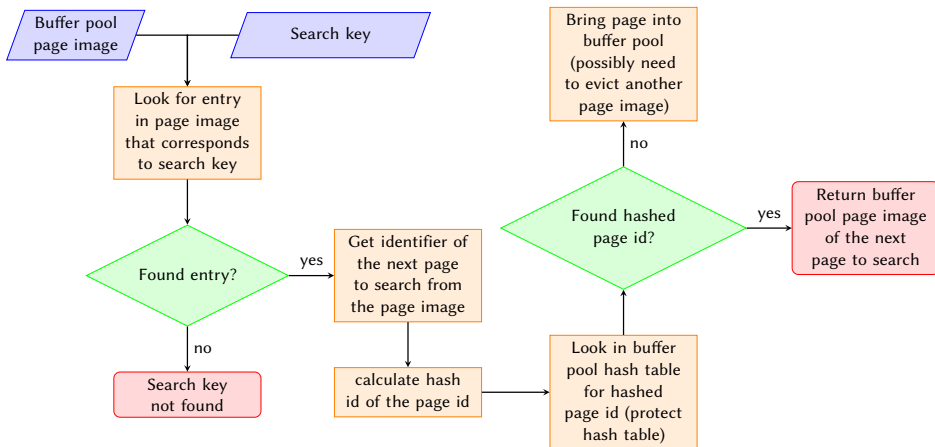 Buffer pool
page image
Search key
Look for entry
in page image
that corresponds
to search key
Found entry?
yes
no
Search key
not found
Get identifier of
the next page
to search from
the page image
calculate hash
id of the page id
Look in buffer
pool hash table
for hashed
page id (protect
hash table)
Found hashed
page id?
no
Bring page into
buffer pool
(possibly need
to evict another
page image)
yes
Return buffer
pool page image
of the next
page to search